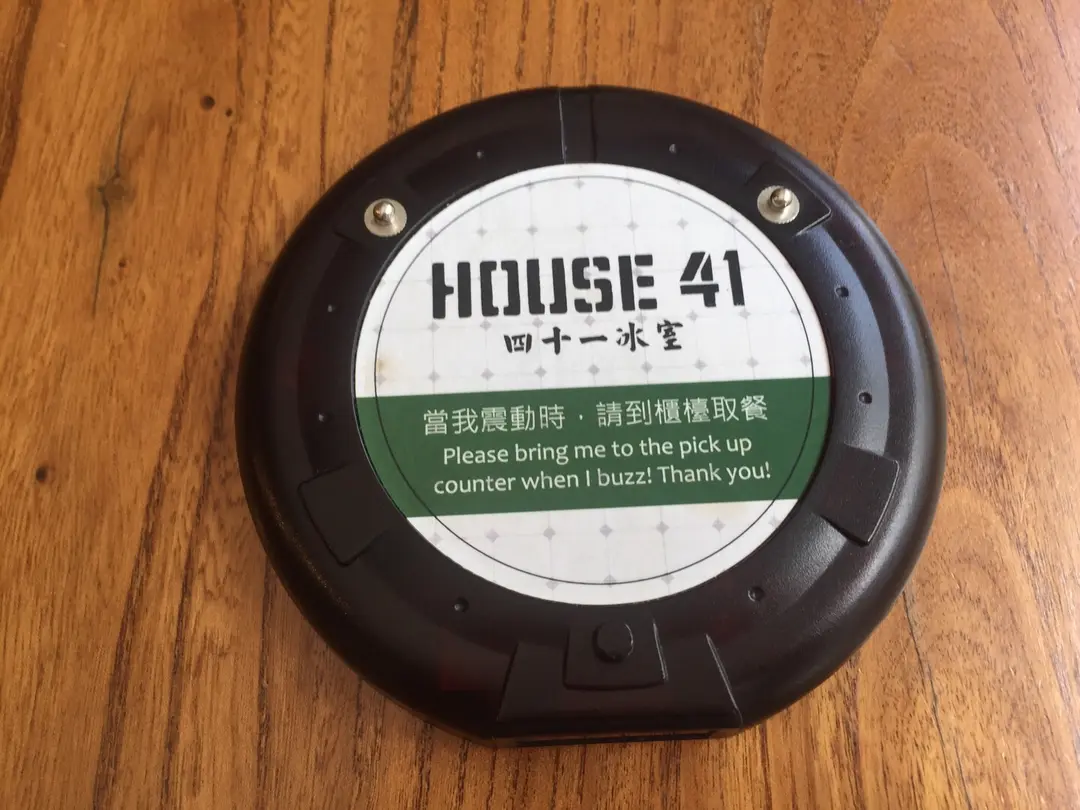 HOUSE 41
四十一冰室
當我震動時，請到櫃檯取餐
Please bring me to the pick up
counter when I buzz! Thank you!